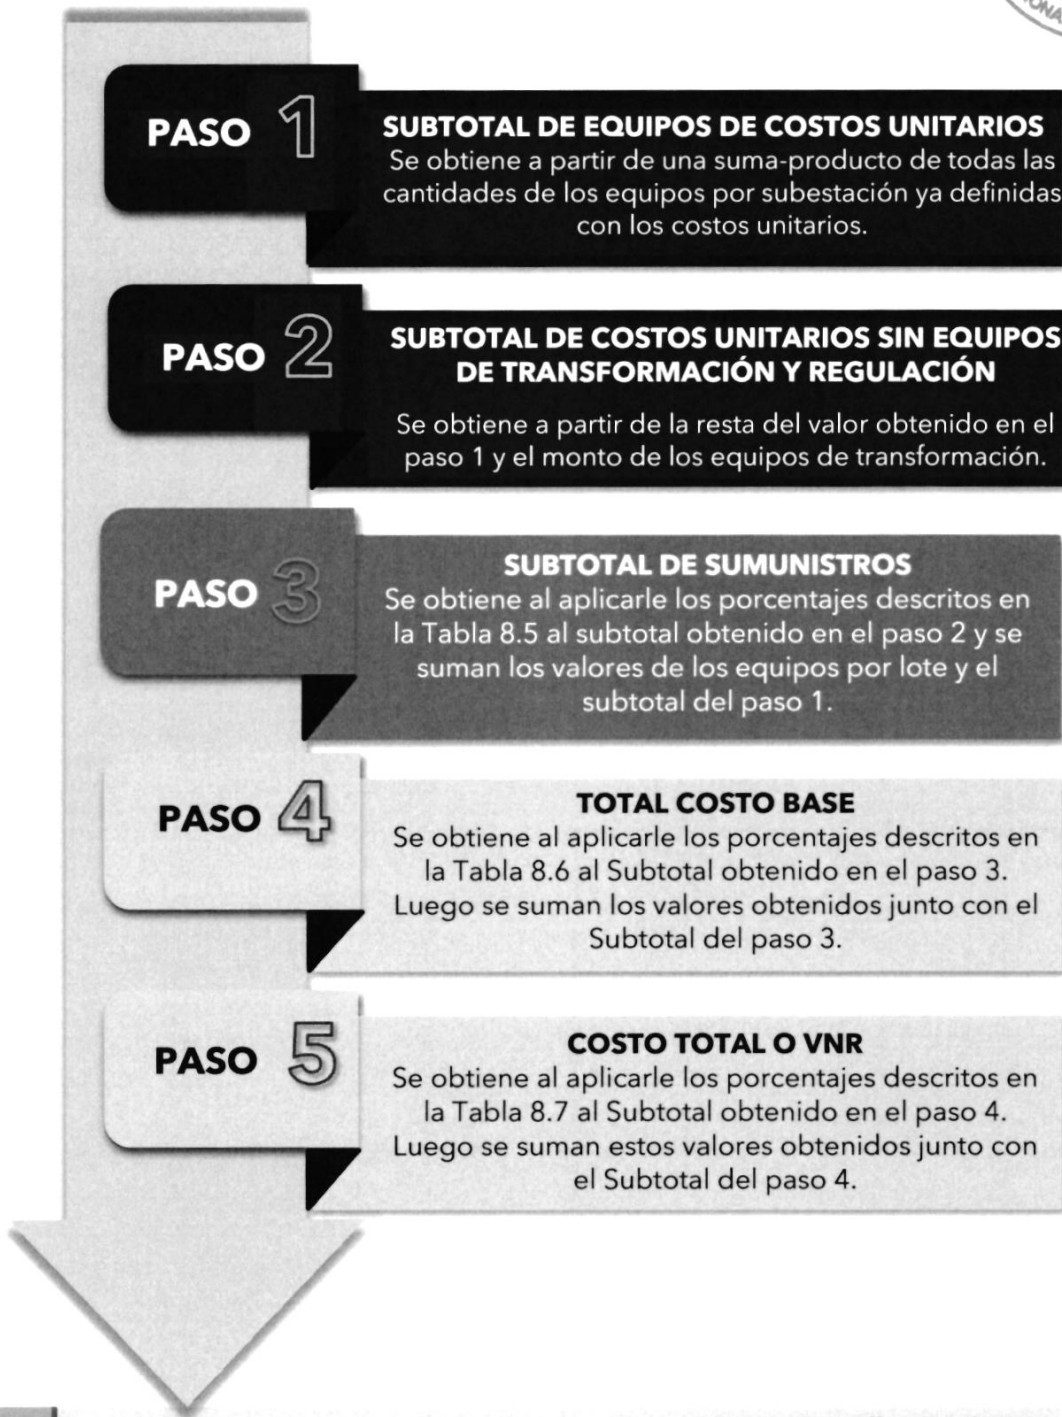 PASO 1
SUBTOTAL DE EQUIPOS DE COSTOS UNITARIOS
Se obtiene a partir de una suma-producto de todas las
cantidades de los equipos por subestación ya definidas
con los costos unitarios.
PASO 2
SUBTOTAL DE COSTOS UNITARIOS SIN EQUIPOS
DE TRANSFORMACIÓN Y REGULACIÓN
Se obtiene a partir de la resta del valor obtenido en el
paso 1 y el monto de los equipos de transformación.
PASO 3
SUBTOTAL DE SUMUNISTROS
Se obtiene al aplicarle los porcentajes descritos en
la Tabla 8.5 al subtotal obtenido en el paso 2 y se
suman los valores de los equipos por lote y el
subtotal del paso 1.
PASO 4
TOTAL COSTO BASE
Se obtiene al aplicarle los porcentajes descritos en
la Tabla 8.6 al Subtotal obtenido en el paso 3.
Luego se suman los valores obtenidos junto con el
Subtotal del paso 3.
PASO 5
COSTO TOTAL O VNR
Se obtiene al aplicarle los porcentajes descritos en
la Tabla 8.7 al Subtotal obtenido en el paso 4.
Luego se suman estos valores obtenidos junto con
el Subtotal del paso 4.